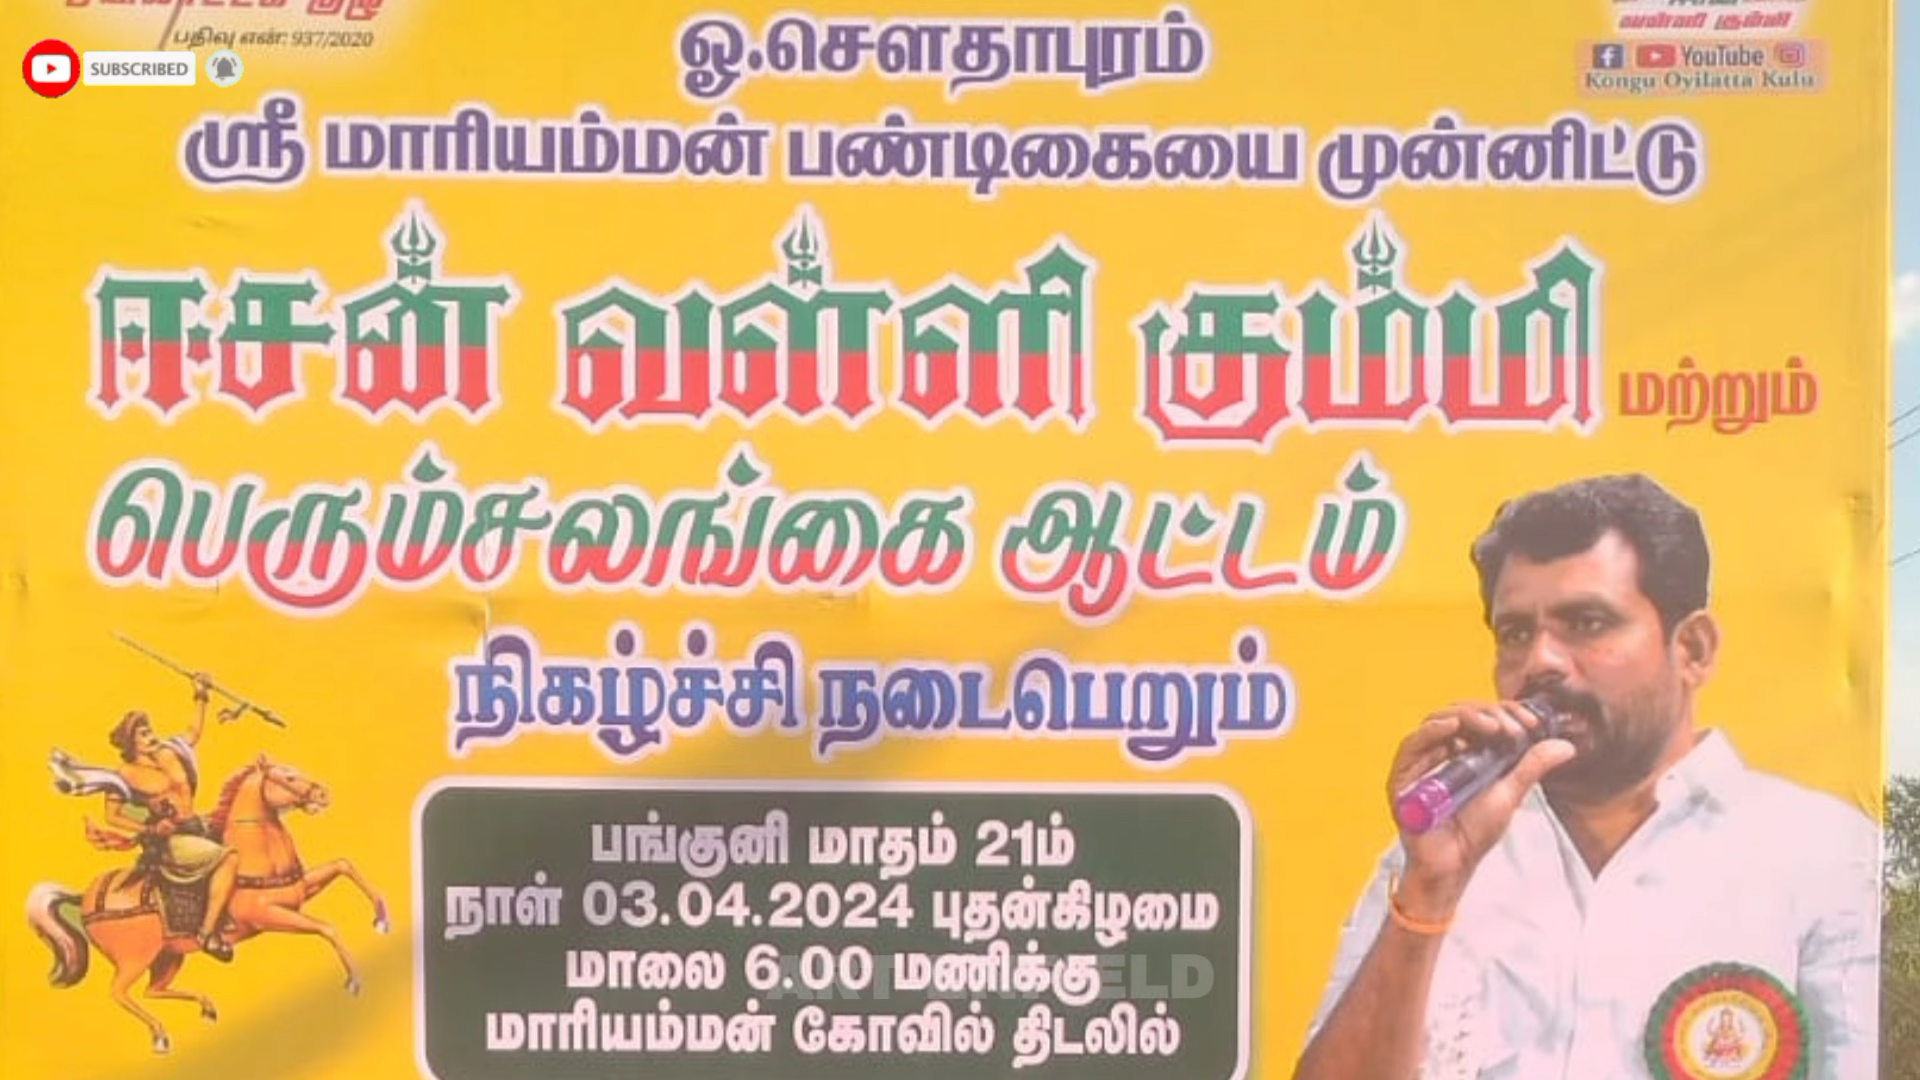 பதிவு எண்: 937/2020
SUBSCRIBED
YouTube
Kongu Oyilatta Kulu
ஓ.சௌதாபுரம்
ஸ்ரீ மாரியம்மன் பண்டிகையை முன்னிட்டு
ஈசன் வள்ளி கும்மி மற்றும்
பெரும்சலங்கை ஆட்டம்
நிகழ்ச்சி நடைபெறும்
பங்குனி மாதம் 21ம்
நாள் 03.04.2024 புதன்கிழமை
மாலை 6.00 மணிக்கு
மாரியம்மன் கோவில் திடலில்